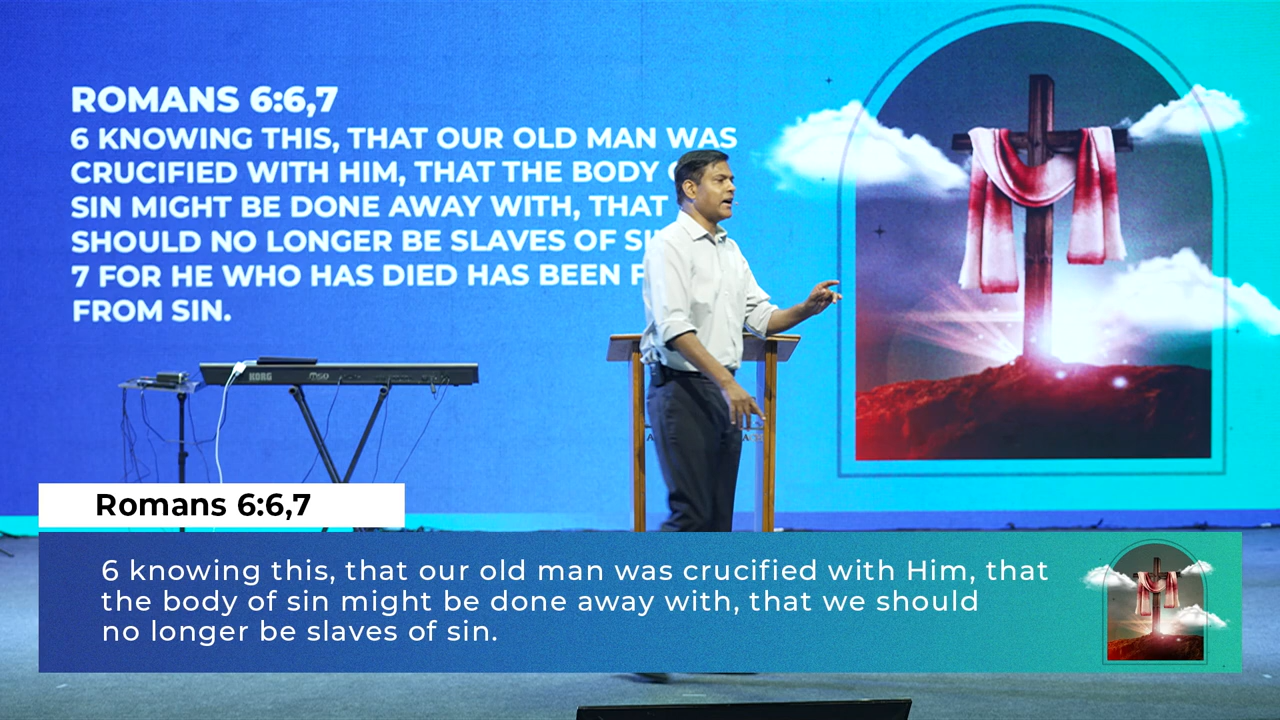 ROMANS 6:6,7
6 KNOWING THIS, THAT OUR OLD MAN WAS
CRUCIFIED WITH HIM, THAT THE BODY
SIN MIGHT BE DONE AWAY WITH, THAT
SHOULD NO LONGER BE SLAVES OF
7 FOR HE WHO HAS DIED HAS BEEN
FROM SIN.
KORG
M50
Romans 6:6,7
6 knowing this, that our old man was crucified with Him, that
the body of sin might be done away with, that we should
no longer be slaves of sin.